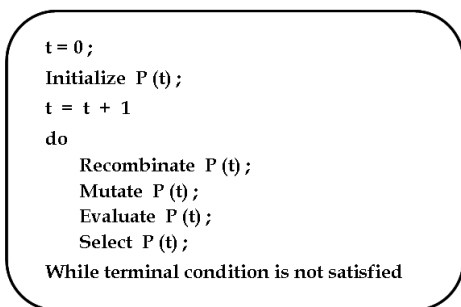 t = 0 ;
Initialize P (t) ;
t = t + 1
do
Recombinate P (t) ;
Mutate P (t) ;
Evaluate P (t) ;
Select P (t) ;
While terminal condition is not satisfied